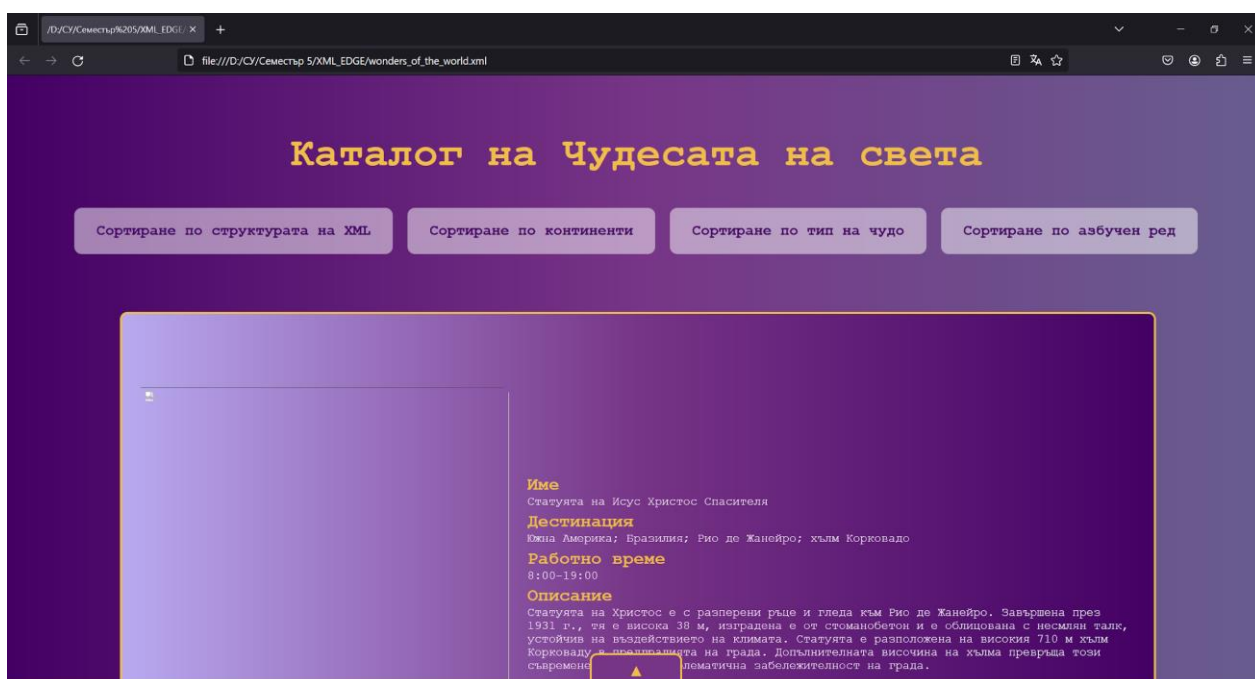 /D:/СУ/Семестър%205/XML_EDGE/
file:///D:/СУ/Семестър 5/XML_EDGE/wonders_of_the_world.xml
Каталог на Чудесата на света
Сортиране по структурата на XML
Сортиране по континенти
Сортиране по тип на чудо
Сортиране по азбучен ред
Име
Статуята на Исус Христос Спасителя
Дестинация
Южна Америка; Бразилия; Рио де Жанейро; хълм Корковадо
Работно време
8:00-19:00
Описание
Статуята на Христос е с разперени ръце и гледа към Рио де Жанейро. Завършена през
1931 г., тя е висока 38 м, изградена е от стоманобетон и е облицована с несмлян талк,
устойчив на въздействието на климата. Статуята е разположена на високия 710 м хълм
Корковаду в на града. Допълнителната височина на хълма превръща този
забележителност на града.